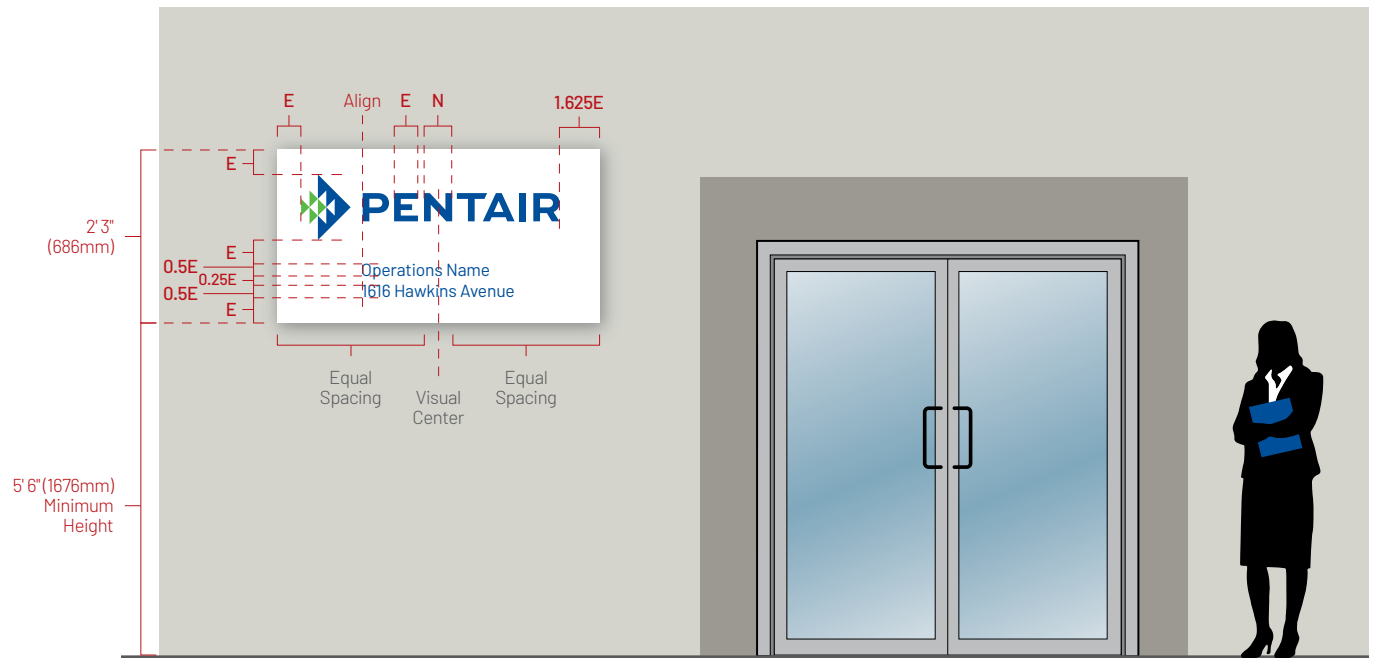 E Align E N 1.625E
E
PENTAIR
2' 3"
(686mm)
E
0.5E
Operations Name
0.25E
1616 Hawkins Avenue
0.5E
E
Equal
Spacing
Visual
Center
Equal
Spacing
5' 6" (1676mm)
Minimum
Height